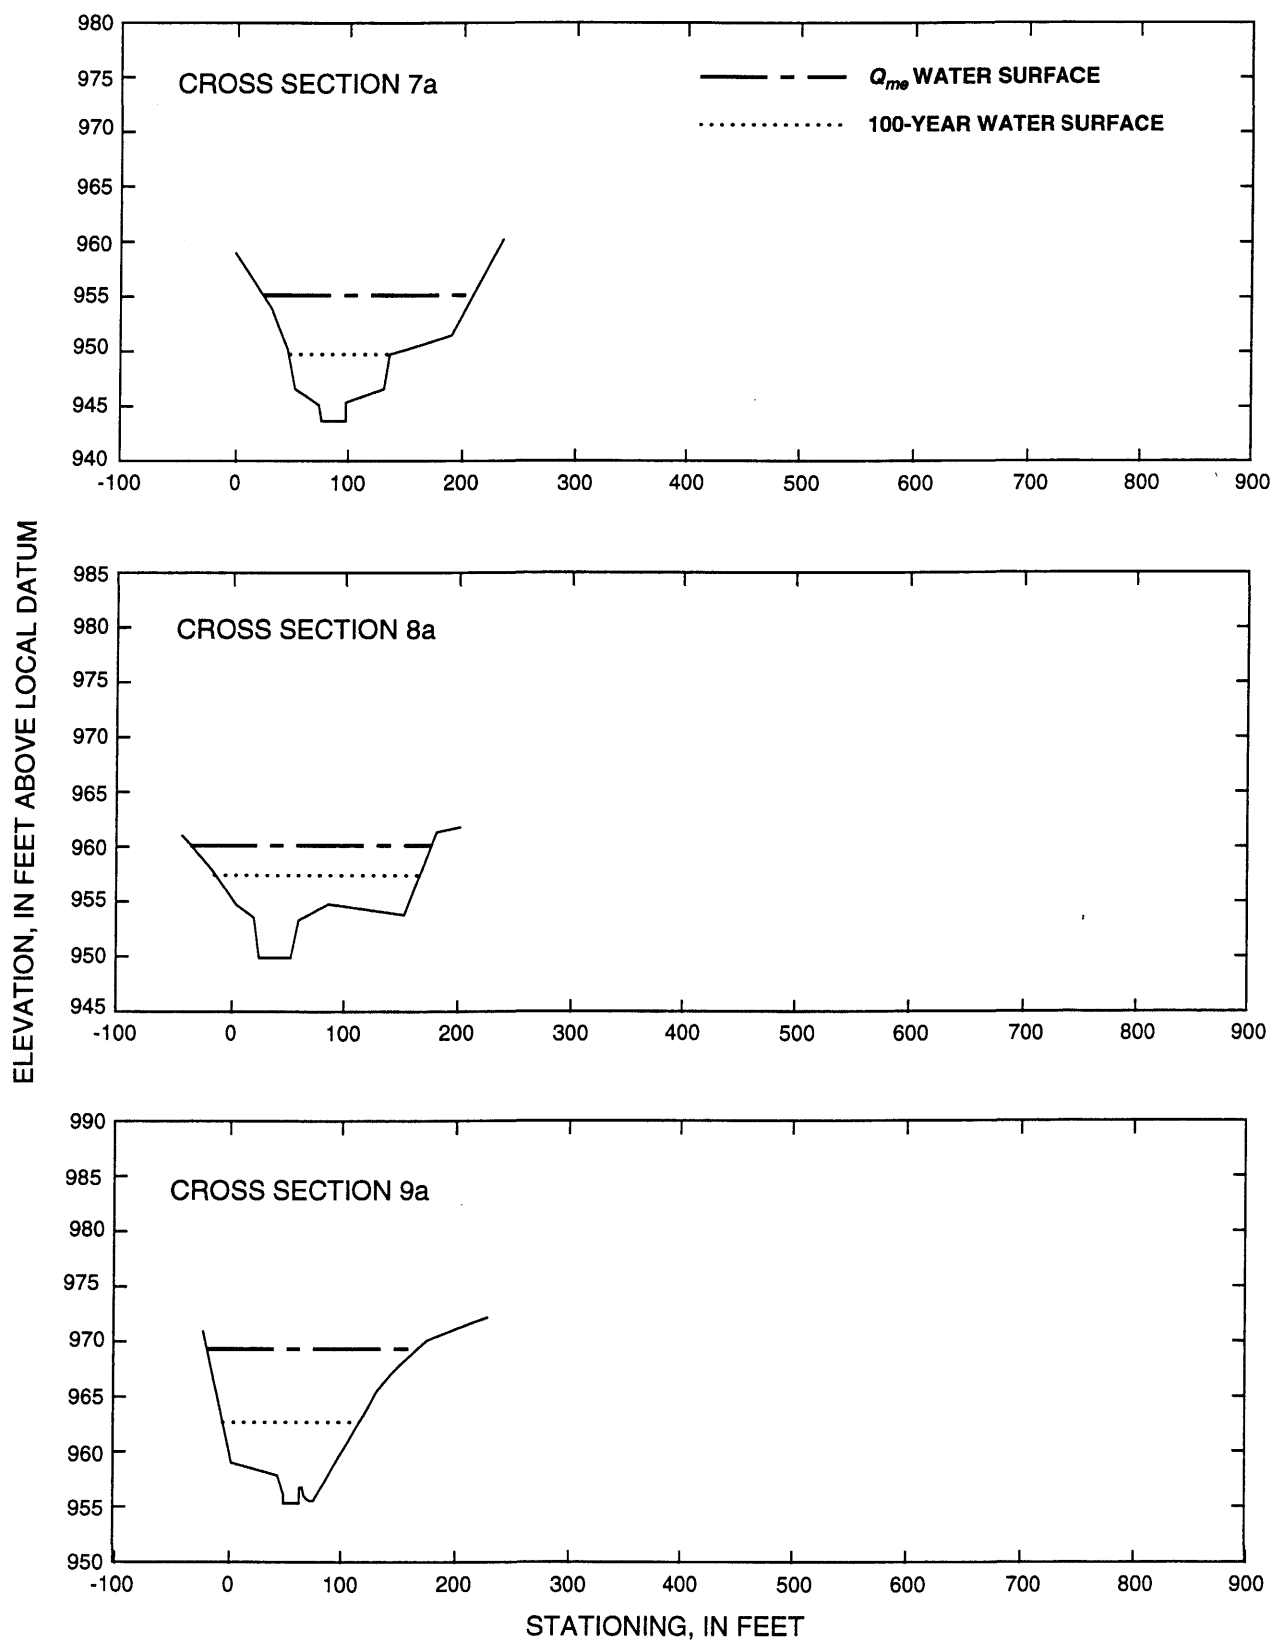 980
975
970
965
960
955
950
945
940
CROSS SECTION 7a
Qme WATER SURFACE
100-YEAR WATER SURFACE
-100 0 100 200 300 400 500 600 700 800 900
ELEVATION, IN FEET ABOVE LOCAL DATUM
985
980
975
970
965
960
955
950
945
CROSS SECTION 8a
-100 0 100 200 300 400 500 600 700 800 900
990
985
980
975
970
965
960
955
950
CROSS SECTION 9a
-100 0 100 200 300 400 500 600 700 800 900
STATIONING, IN FEET